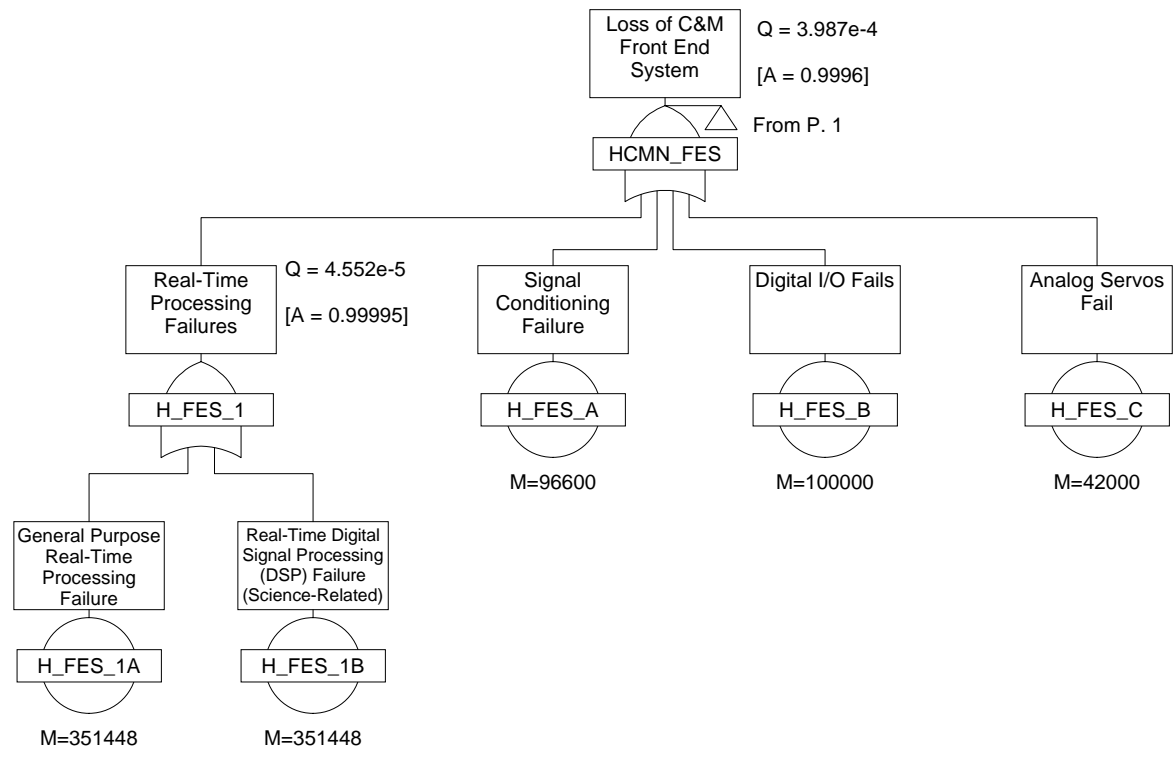 Loss of C&M
Front End
System
Q = 3.987e-4
[A = 0.9996]
From P. 1
HCMN_FES
Real-Time
Processing
Failures
Q = 4.552e-5
[A = 0.99995]
H_FES_1
Signal
Conditioning
Failure
H_FES_A
M=96600
Digital I/O Fails
H_FES_B
M=100000
Analog Servos
Fail
H_FES_C
M=42000
General Purpose
Real-Time
Processing
Failure
H_FES_1A
M=351448
Real-Time Digital
Signal Processing
(DSP) Failure
(Science-Related)
H_FES_1B
M=351448